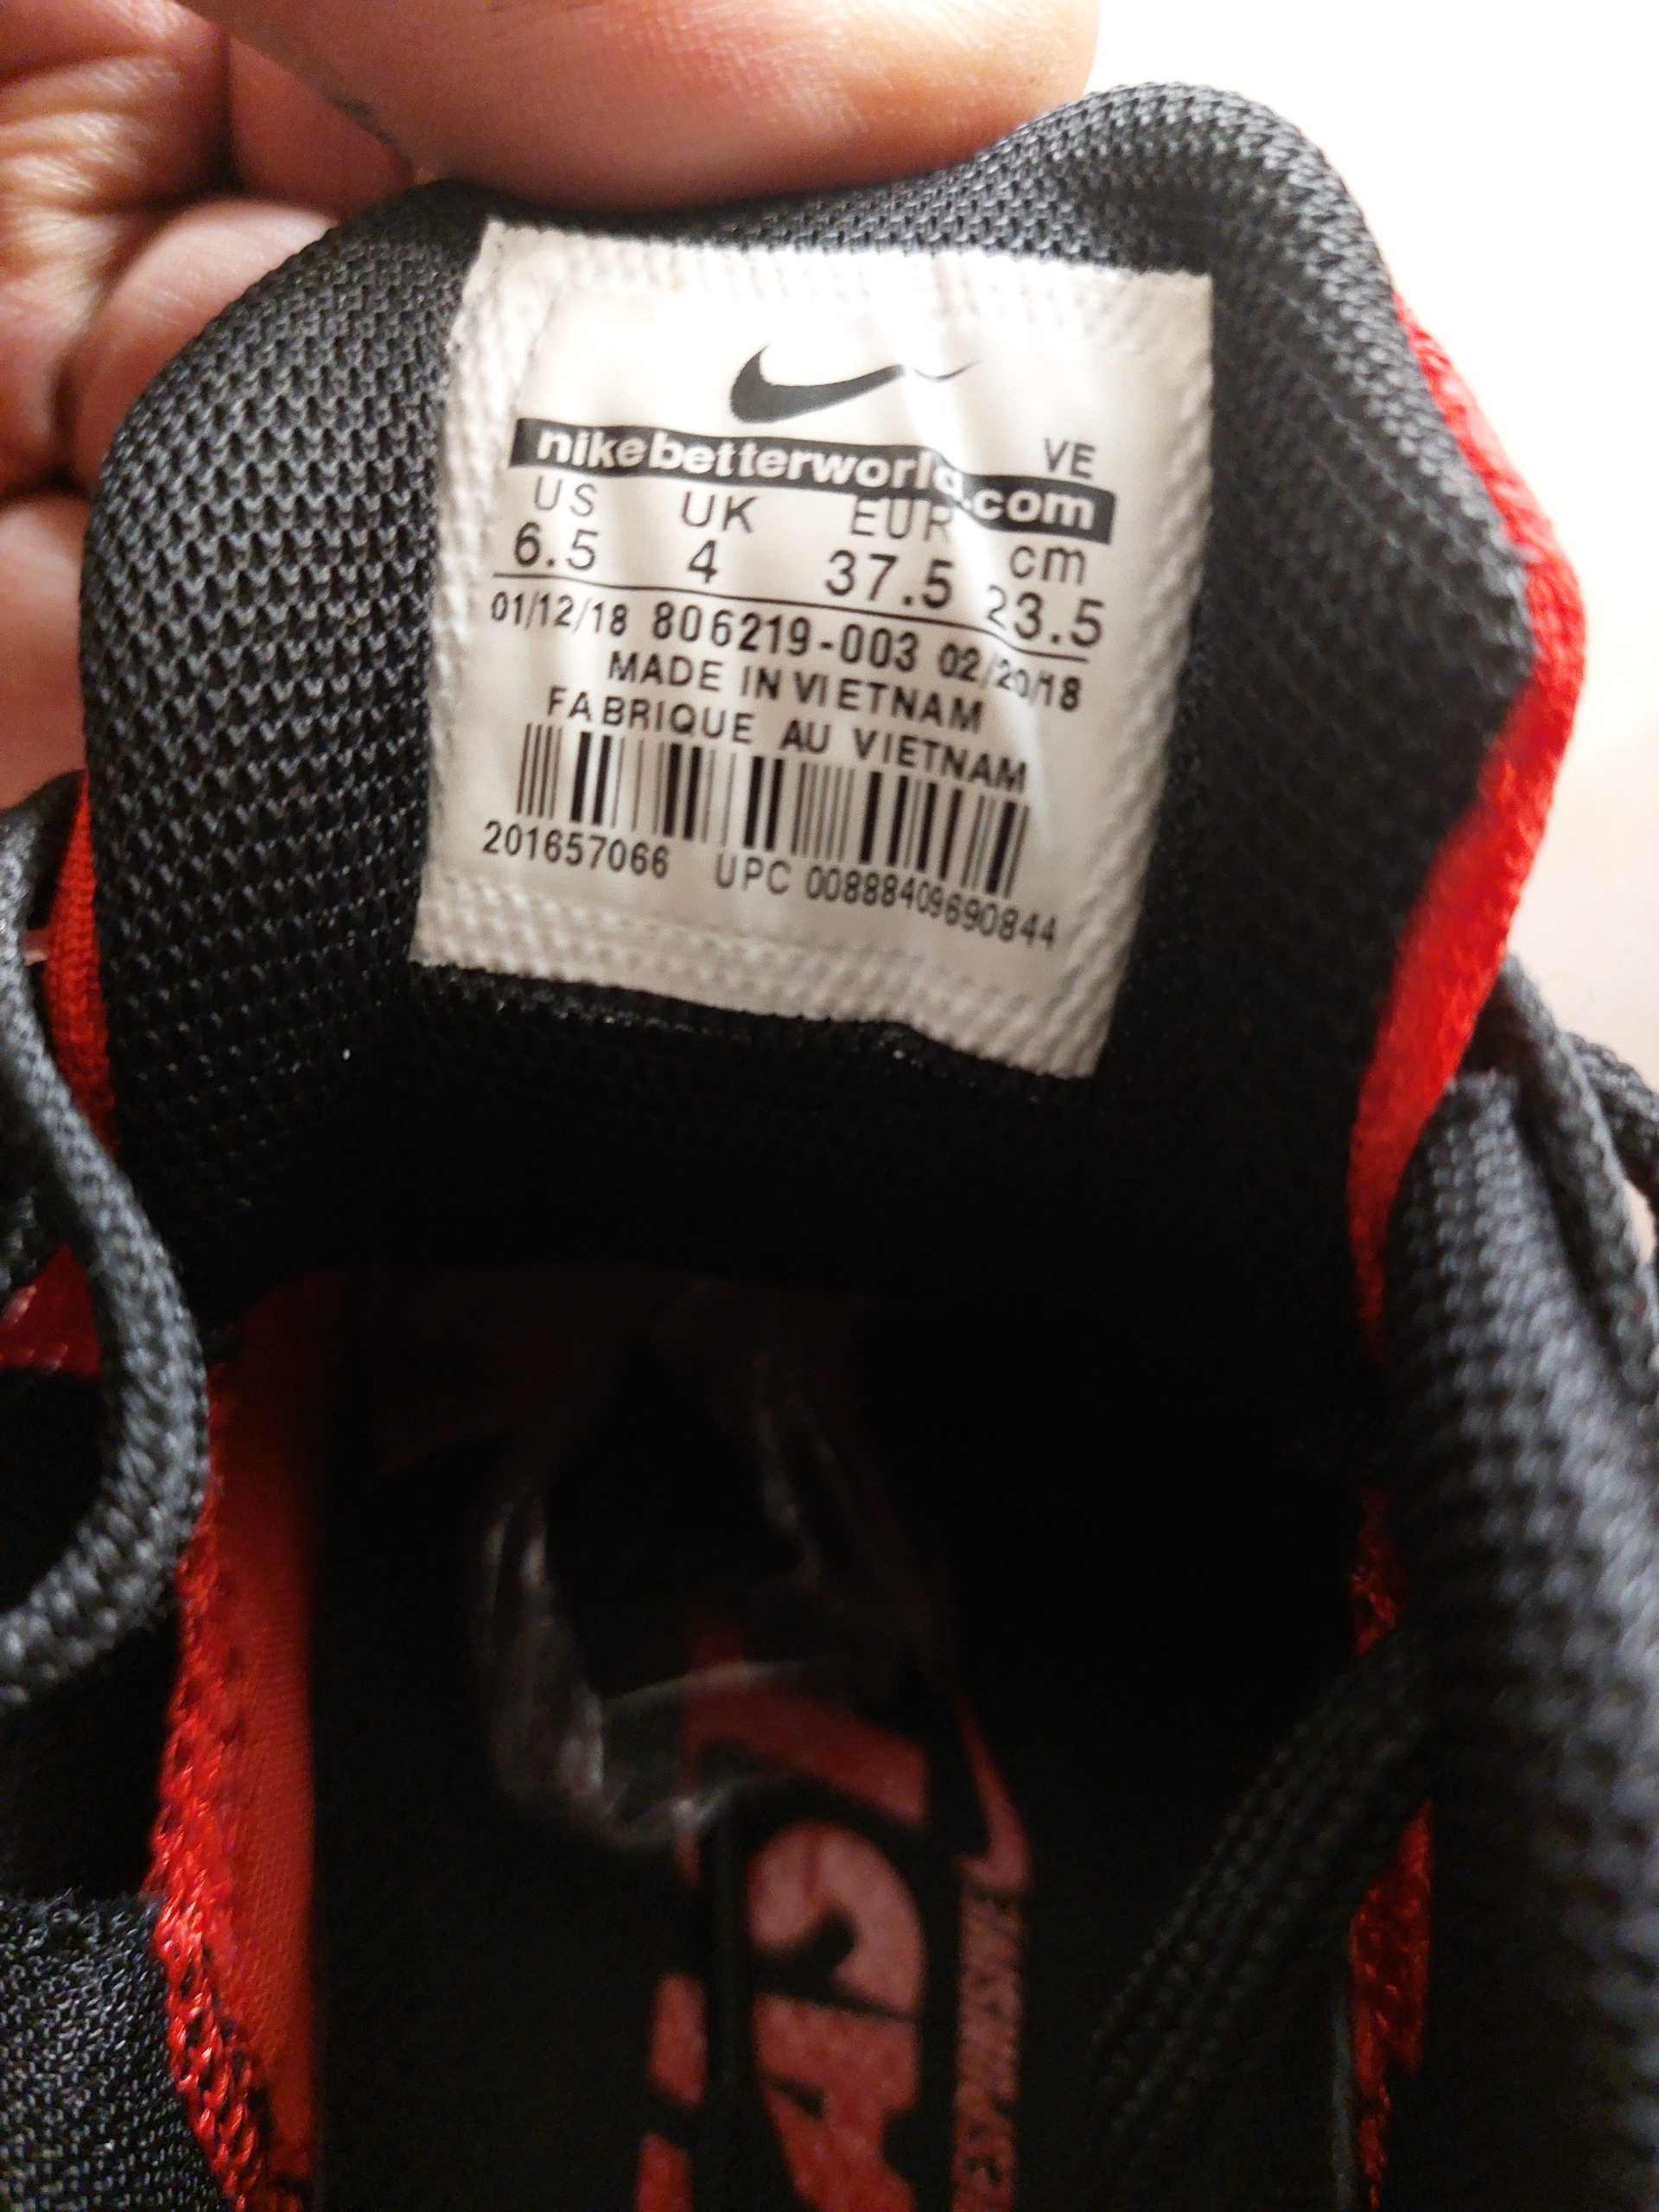 nikebetterworld.com
VE
US UK EUR cm
6.5 4 37.5 23.5
01/12/18 806219-003 02/20/18
MADE IN VIETNAM
FABRIQUE AU VIETNAM
201657066 UPC 00888409690844